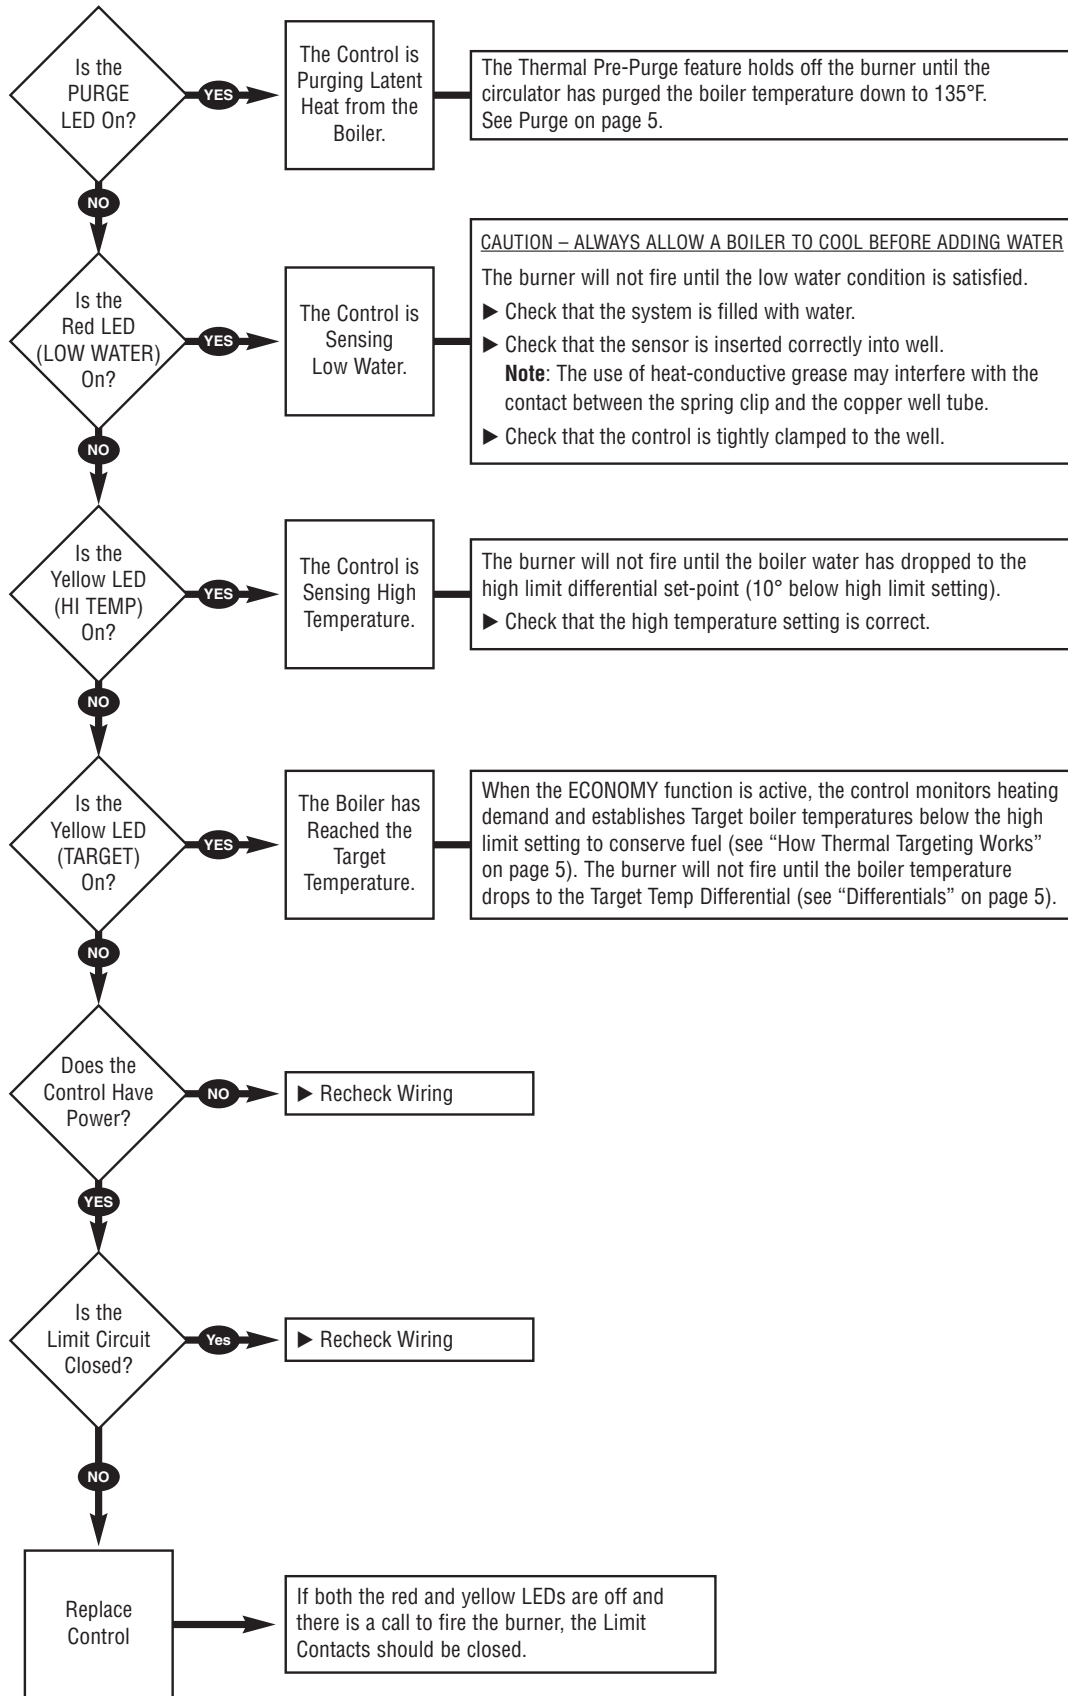 Is the
PURGE
LED On?
YES
The Control is
Purging Latent
Heat from the
Boiler.
The Thermal Pre-Purge feature holds off the burner until the
circulator has purged the boiler temperature down to 135°F.
See Purge on page 5.
NO
Is the
Red LED
(LOW WATER)
On?
YES
The Control is
Sensing
Low Water.
CAUTION – ALWAYS ALLOW A BOILER TO COOL BEFORE ADDING WATER
The burner will not fire until the low water condition is satisfied.
▶ Check that the system is filled with water.
▶ Check that the sensor is inserted correctly into well.
Note: The use of heat-conductive grease may interfere with the
contact between the spring clip and the copper well tube.
▶ Check that the control is tightly clamped to the well.
NO
Is the
Yellow LED
(HI TEMP)
On?
YES
The Control is
Sensing High
Temperature.
The burner will not fire until the boiler water has dropped to the
high limit differential set-point (10° below high limit setting).
▶ Check that the high temperature setting is correct.
NO
Is the
Yellow LED
(TARGET)
On?
YES
The Boiler has
Reached the
Target
Temperature.
When the ECONOMY function is active, the control monitors heating
demand and establishes Target boiler temperatures below the high
limit setting to conserve fuel (see “How Thermal Targeting Works”
on page 5). The burner will not fire until the boiler temperature
drops to the Target Temp Differential (see “Differentials” on page 5).
NO
Does the
Control Have
Power?
NO
▶ Recheck Wiring
YES
Is the
Limit Circuit
Closed?
Yes
▶ Recheck Wiring
NO
Replace
Control
If both the red and yellow LEDs are off and
there is a call to fire the burner, the Limit
Contacts should be closed.